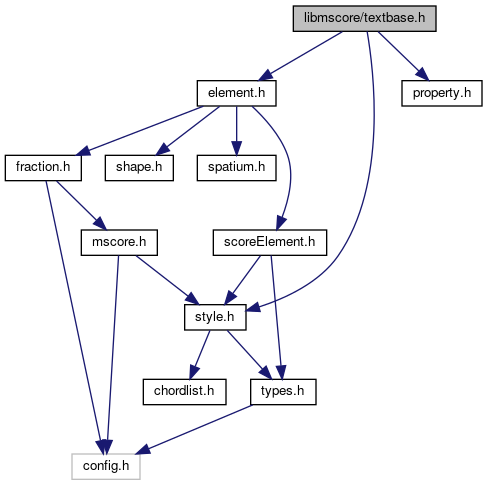 libmscore/textbase.h
element.h
property.h
fraction.h
shape.h
spatium.h
mscore.h
scoreElement.h
style.h
chordlist.h
types.h
config.h